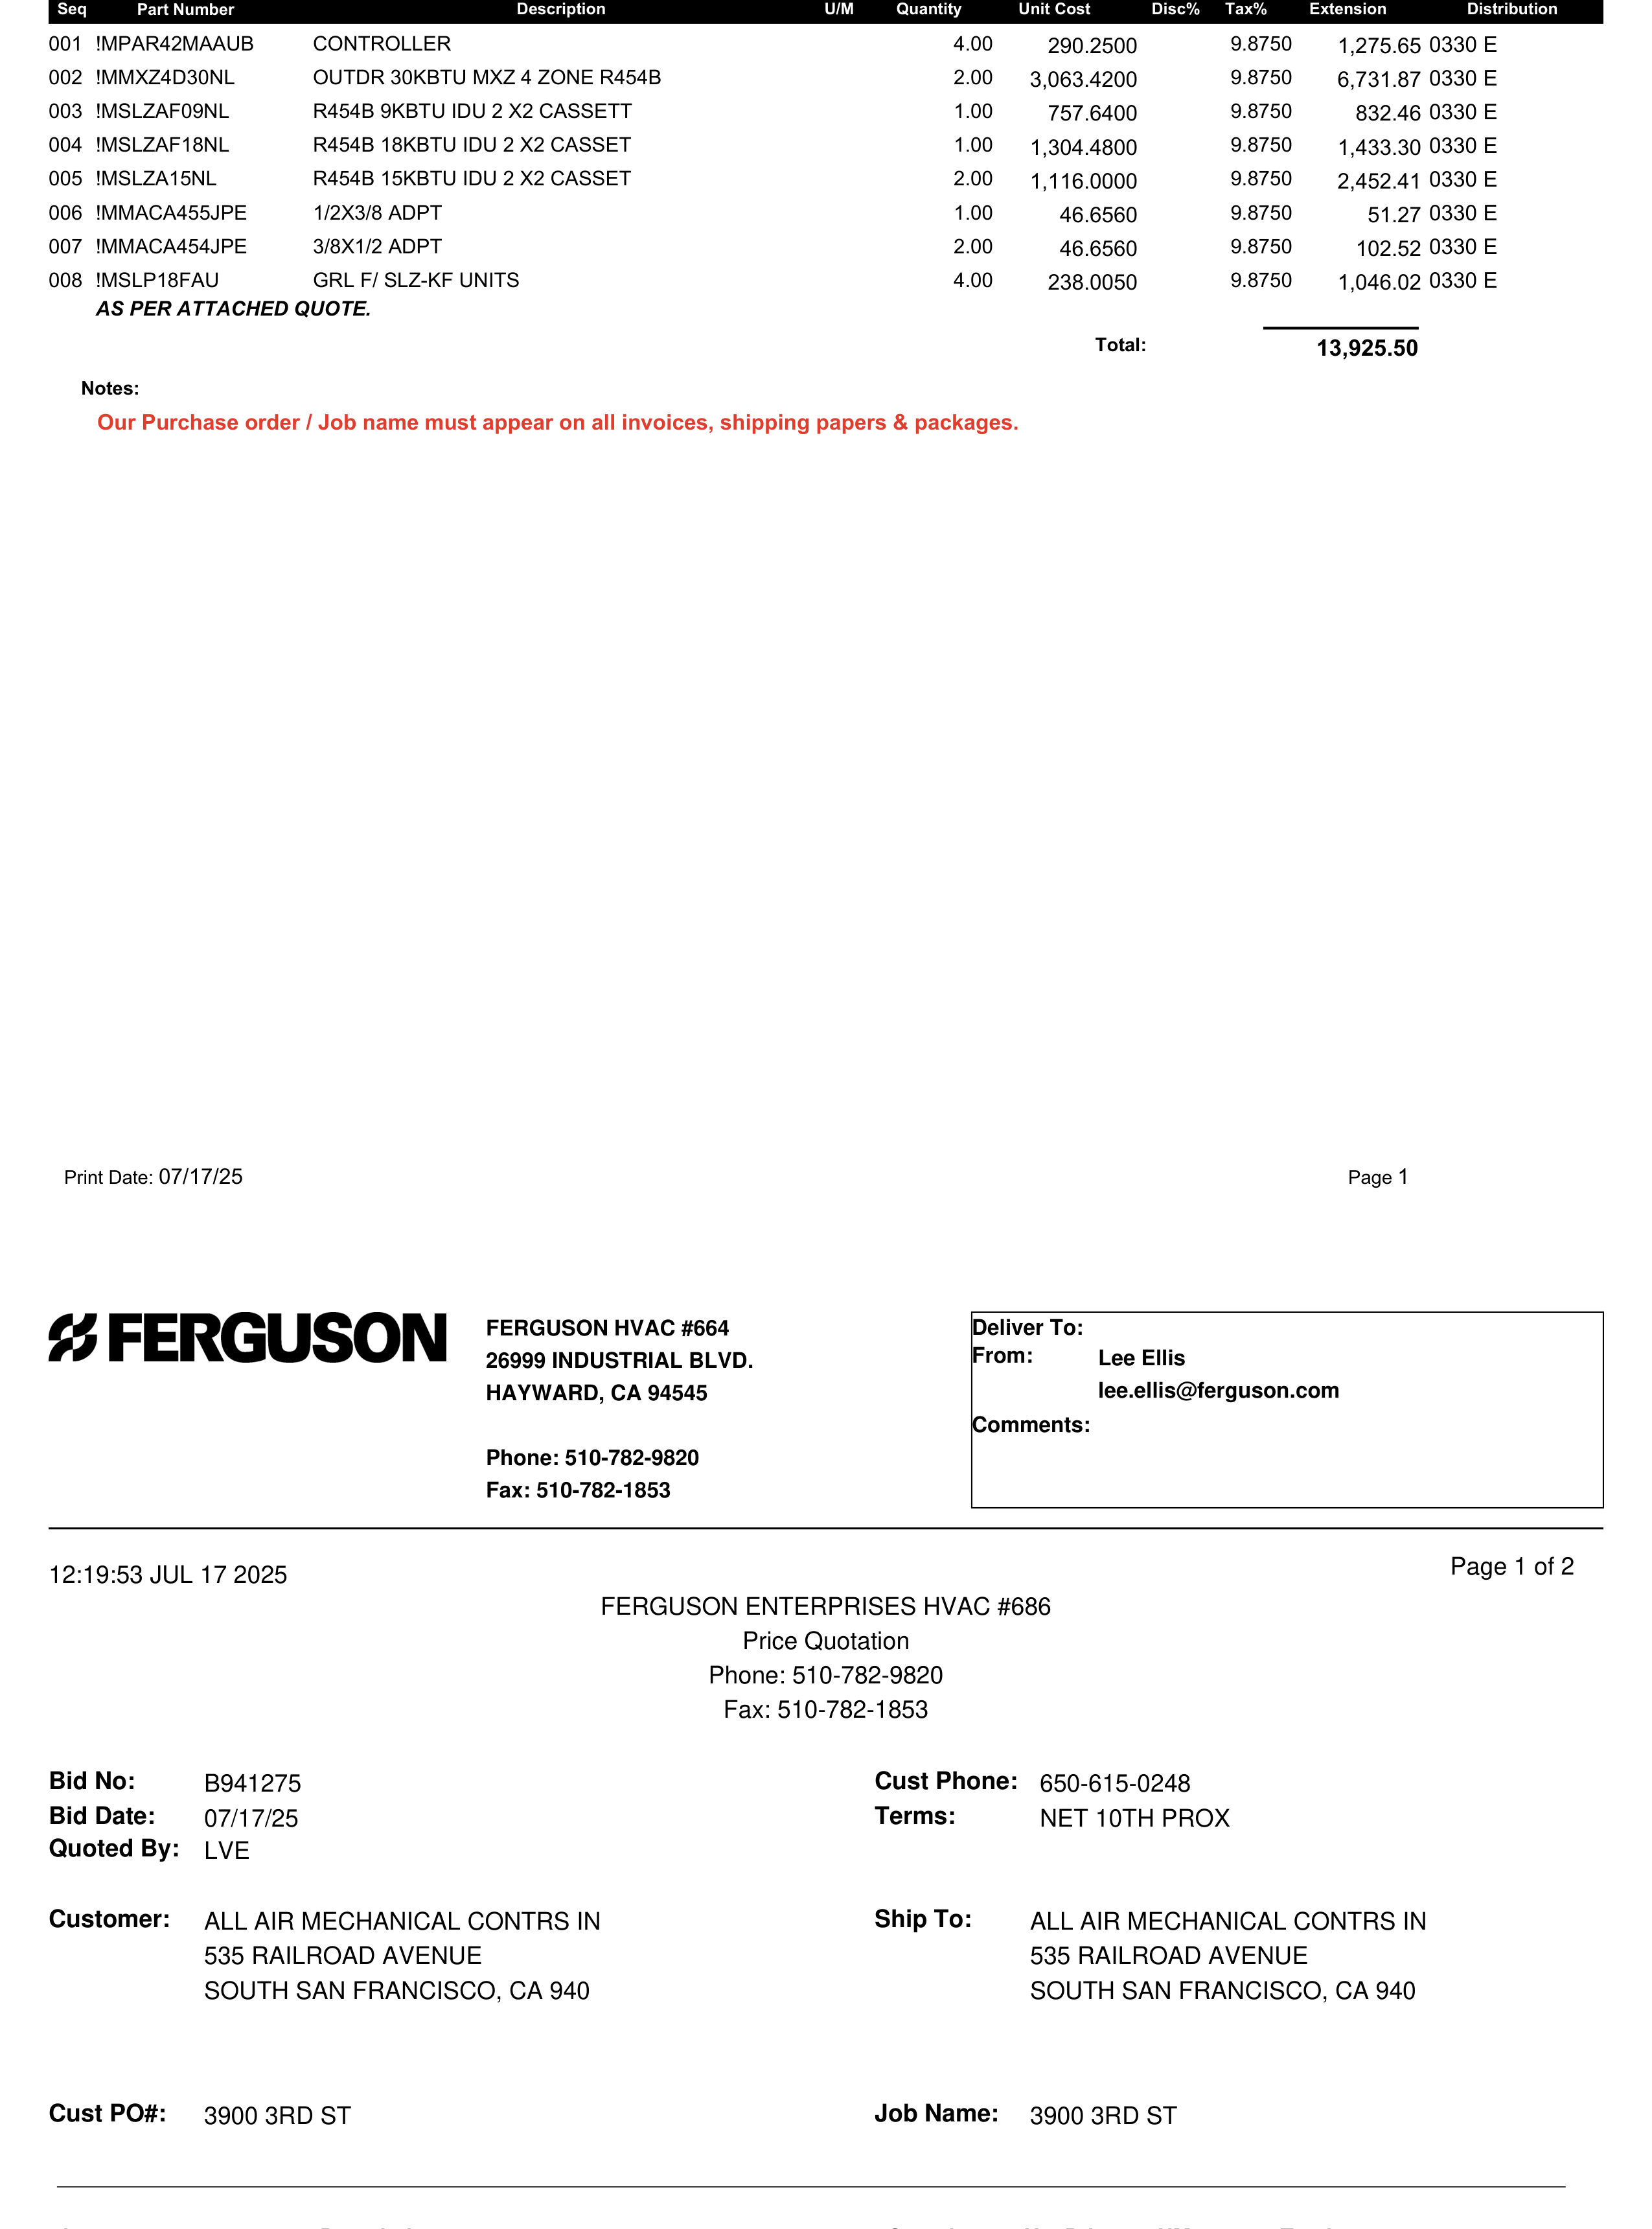 Seq Part Number Description U/M Quantity Unit Cost Disc% Tax% Extension Distribution
001 !MPAR42MAAUB CONTROLLER 4.00 290.2500 9.8750 1,275.65 0330 E
002 !MMXZ4D30NL OUTDR 30KBTU MXZ 4 ZONE R454B 2.00 3,063.4200 9.8750 6,731.87 0330 E
003 !MSLZAF09NL R454B 9KBTU IDU 2 X2 CASSETT 1.00 757.6400 9.8750 832.46 0330 E
004 !MSLZAF18NL R454B 18KBTU IDU 2 X2 CASSET 1.00 1,304.4800 9.8750 1,433.30 0330 E
005 !MSLZA15NL R454B 15KBTU IDU 2 X2 CASSET 2.00 1,116.0000 9.8750 2,452.41 0330 E
006 !MMACA455JPE 1/2X3/8 ADPT 1.00 46.6560 9.8750 51.27 0330 E
007 !MMACA454JPE 3/8X1/2 ADPT 2.00 46.6560 9.8750 102.52 0330 E
008 !MSLP18FAU GRL F/ SLZ-KF UNITS 4.00 238.0050 9.8750 1,046.02 0330 E
AS PER ATTACHED QUOTE.
Total: 13,925.50
Notes:
Our Purchase order / Job name must appear on all invoices, shipping papers & packages.
Print Date: 07/17/25 Page 1
FERGUSON
FERGUSON HVAC #664
26999 INDUSTRIAL BLVD.
HAYWARD, CA 94545
Phone: 510-782-9820
Fax: 510-782-1853
Deliver To:
From: Lee Ellis
lee.ellis@ferguson.com
Comments:
12:19:53 JUL 17 2025 Page 1 of 2
FERGUSON ENTERPRISES HVAC #686
Price Quotation
Phone: 510-782-9820
Fax: 510-782-1853
Bid No: B941275 Cust Phone: 650-615-0248
Bid Date: 07/17/25 Terms: NET 10TH PROX
Quoted By: LVE
Customer: ALL AIR MECHANICAL CONTRS IN Ship To: ALL AIR MECHANICAL CONTRS IN
535 RAILROAD AVENUE 535 RAILROAD AVENUE
SOUTH SAN FRANCISCO, CA 940 SOUTH SAN FRANCISCO, CA 940
Cust PO#: 3900 3RD ST Job Name: 3900 3RD ST